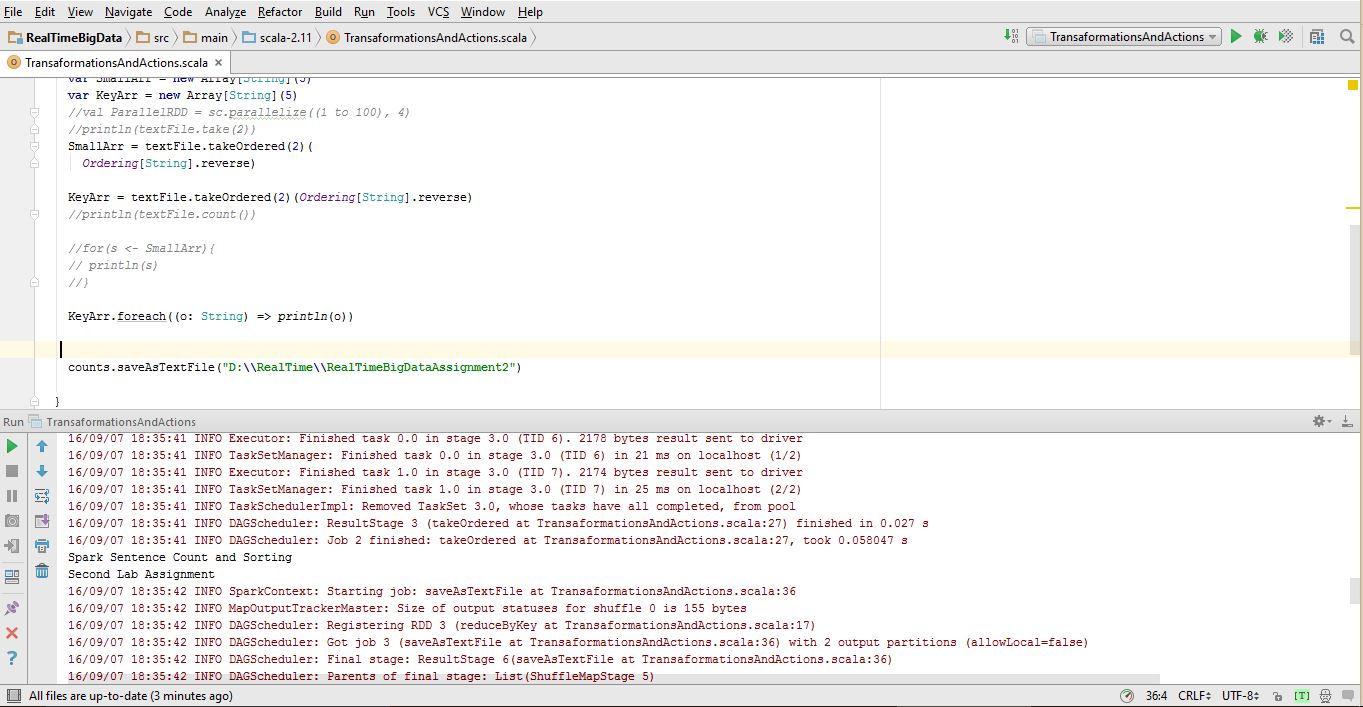 File Edit View Navigate Code Analyze Refactor Build Run Tools VCS Window Help
RealTimeBigData src main scala-2.11 TransaformationsAndActions.scala TransaformationsAndActions
TransaformationsAndActions.scala
var SmallArr = new Array[String](5)
var KeyArr = new Array[String](5)
//val ParallelRDD = sc.parallelize((1 to 100), 4)
//println(textFile.take(2))
SmallArr = textFile.takeOrdered(2)(
Ordering[String].reverse)
KeyArr = textFile.takeOrdered(2)(Ordering[String].reverse)
//println(textFile.count())
//for(s <- SmallArr){
// println(s)
//}
KeyArr.foreach((o: String) => println(o))
counts.saveAsTextFile("D:\\RealTime\\RealTimeBigDataAssignment2")
}
Run TransaformationsAndActions
16/09/07 18:35:41 INFO Executor: Finished task 0.0 in stage 3.0 (TID 6). 2178 bytes result sent to driver
16/09/07 18:35:41 INFO TaskSetManager: Finished task 0.0 in stage 3.0 (TID 6) in 21 ms on localhost (1/2)
16/09/07 18:35:41 INFO Executor: Finished task 1.0 in stage 3.0 (TID 7). 2174 bytes result sent to driver
16/09/07 18:35:41 INFO TaskSetManager: Finished task 1.0 in stage 3.0 (TID 7) in 25 ms on localhost (2/2)
16/09/07 18:35:41 INFO TaskSchedulerImpl: Removed TaskSet 3.0, whose tasks have all completed, from pool
16/09/07 18:35:41 INFO DAGScheduler: ResultStage 3 (takeOrdered at TransaformationsAndActions.scala:27) finished in 0.027 s
16/09/07 18:35:41 INFO DAGScheduler: Job 2 finished: takeOrdered at TransaformationsAndActions.scala:27, took 0.058047 s
Spark Sentence Count and Sorting
Second Lab Assignment
16/09/07 18:35:42 INFO SparkContext: Starting job: saveAsTextFile at TransaformationsAndActions.scala:36
16/09/07 18:35:42 INFO MapOutputTrackerMaster: Size of output statuses for shuffle 0 is 155 bytes
16/09/07 18:35:42 INFO DAGScheduler: Registering RDD 3 (reduceByKey at TransaformationsAndActions.scala:17)
16/09/07 18:35:42 INFO DAGScheduler: Got job 3 (saveAsTextFile at TransaformationsAndActions.scala:36) with 2 output partitions (allowLocal=false)
16/09/07 18:35:42 INFO DAGScheduler: Final stage: ResultStage 6(saveAsTextFile at TransaformationsAndActions.scala:36)
16/09/07 18:35:42 INFO DAGScheduler: Parents of final stage: List(ShuffleMapStage 5)
All files are up-to-date (3 minutes ago) 36:4 CRLF UTF-8 [T]